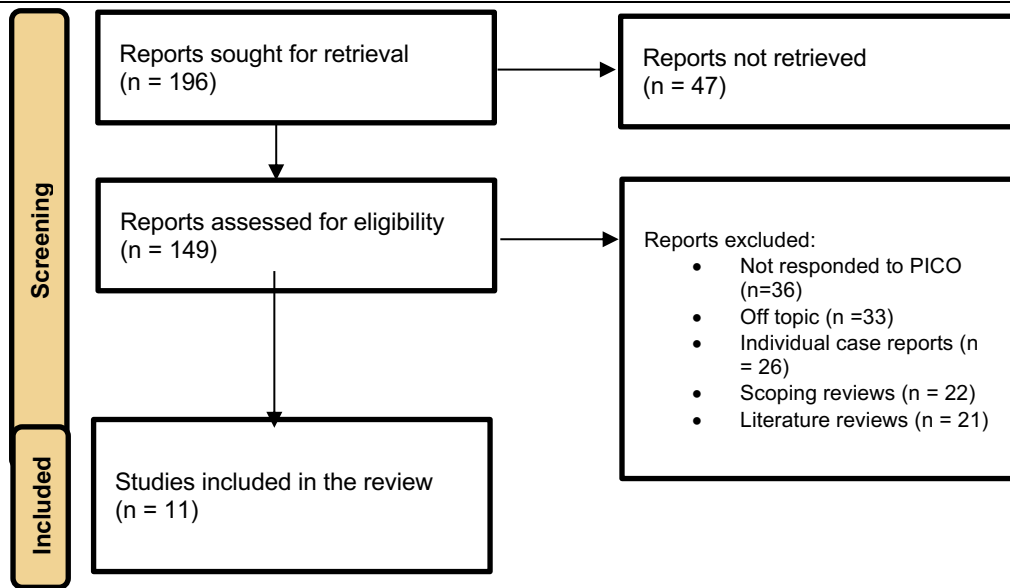 Screening
Reports sought for retrieval
(n = 196)
Reports not retrieved
(n = 47)
Reports assessed for eligibility
(n = 149)
Reports excluded:
• Not responded to PICO
(n=36)
• Off topic (n =33)
• Individual case reports (n
= 26)
• Scoping reviews (n = 22)
• Literature reviews (n = 21)
Included
Studies included in the review
(n = 11)